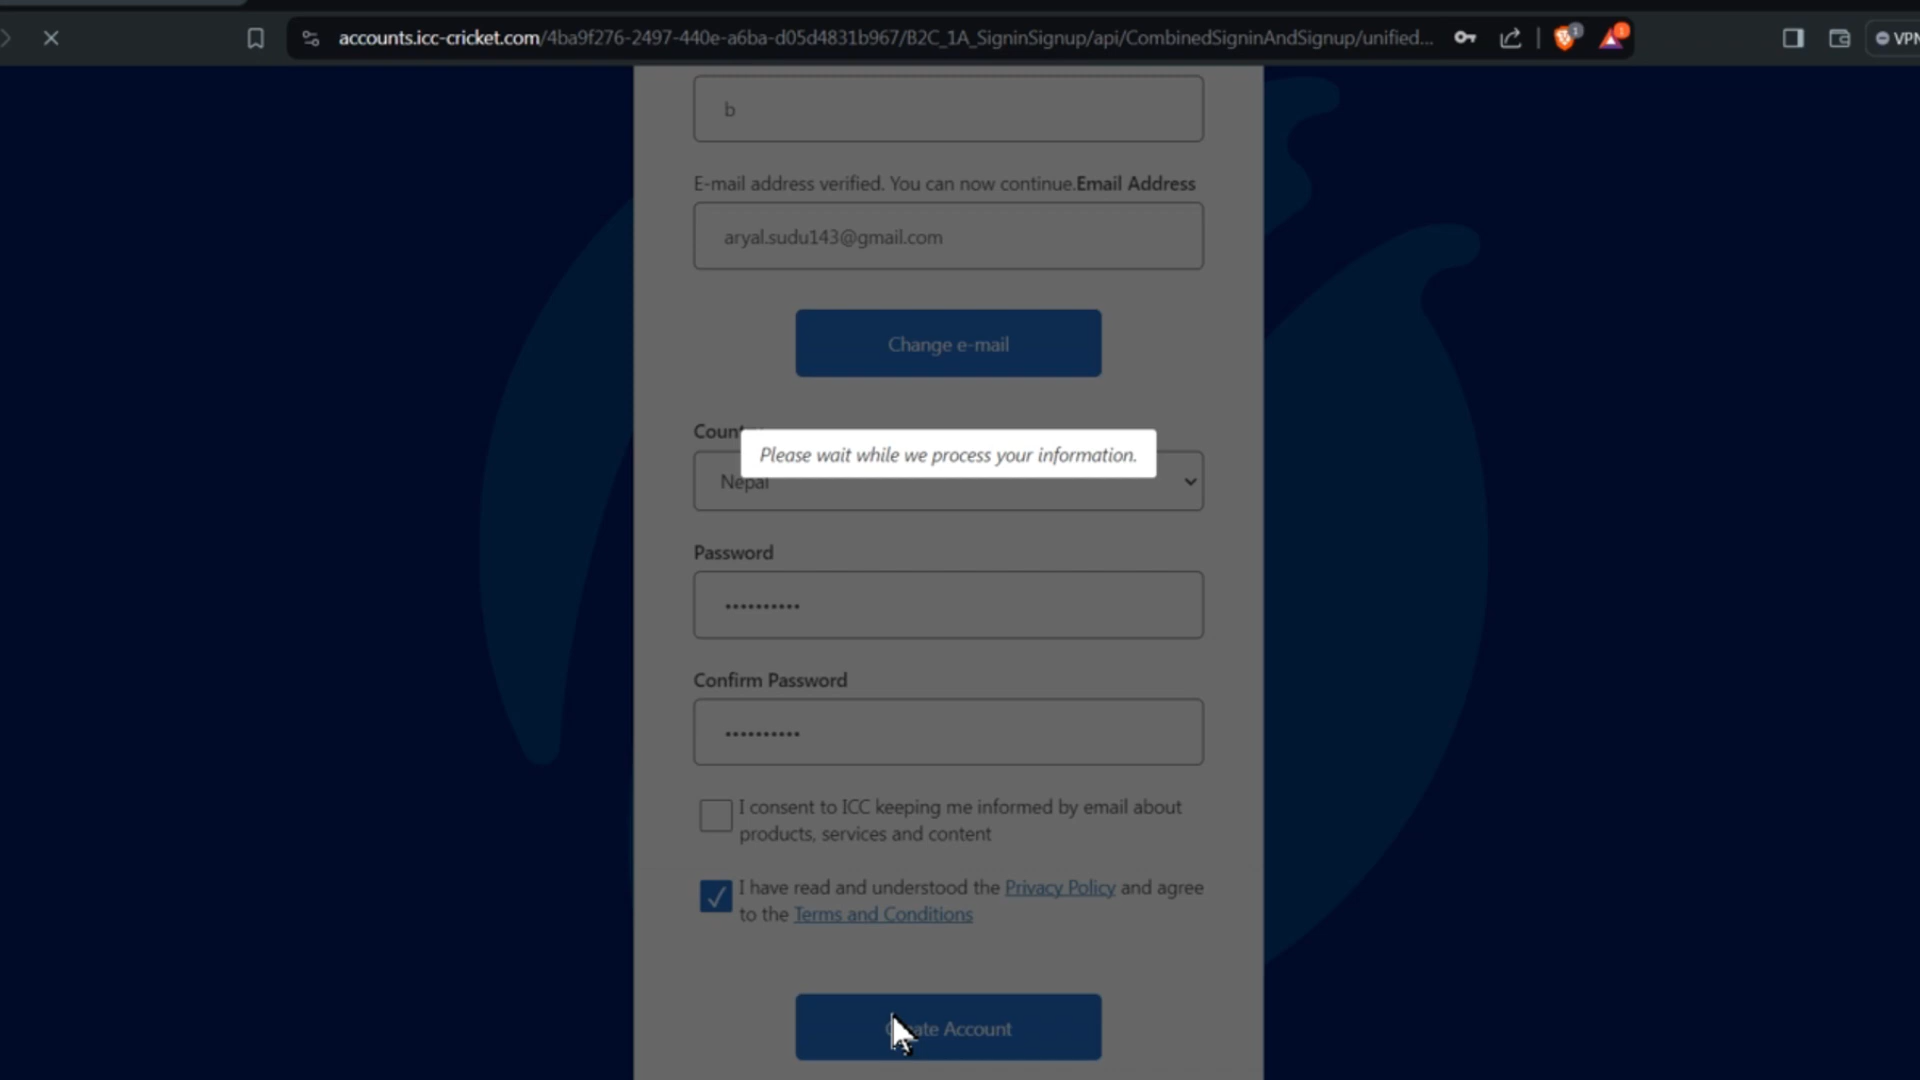 accounts.icc-cricket.com/4ba9f276-2497-440e-a6ba-d05d4831b967/B2C_1A_SigninSignup/api/CombinedSigninAndSignup/unified...
1
1
VPN
b
E-mail address verified. You can now continue.Email Address
aryal.sudu143@gmail.com
Change e-mail
Please wait while we process your information.
Nepal
Password
••••••••••
Confirm Password
••••••••••
I consent to ICC keeping me informed by email about
products, services and content
I have read and understood the Privacy Policy and agree
to the Terms and Conditions
Account